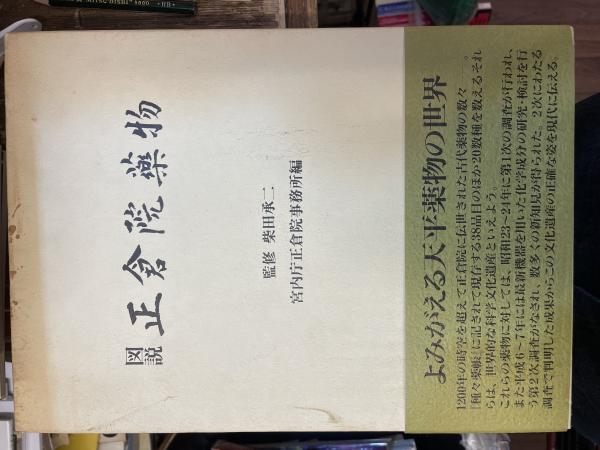 図説
正倉院薬物
監修 柴田承二
宮内庁正倉院事務所編
よみがえる天平薬物の世界
1200年の時空を超えて正倉院に伝世された古代薬物の数々――。
『種々薬帳』に記されて現存する38品目のほか20数種を数えるそれ
らは、世界的な科学文化遺産といえよう。
これらの薬物に対しては、昭和23~24年に第1次の調査が行われ、
また平成6~7年には最新機器を用いた化学成分の研究・検討を行
う第2次調査がなされ、数多くの新知見が得られた。2次にわたる
調査で判明した成果からこの文化遺産の正確な姿を現代に伝える。